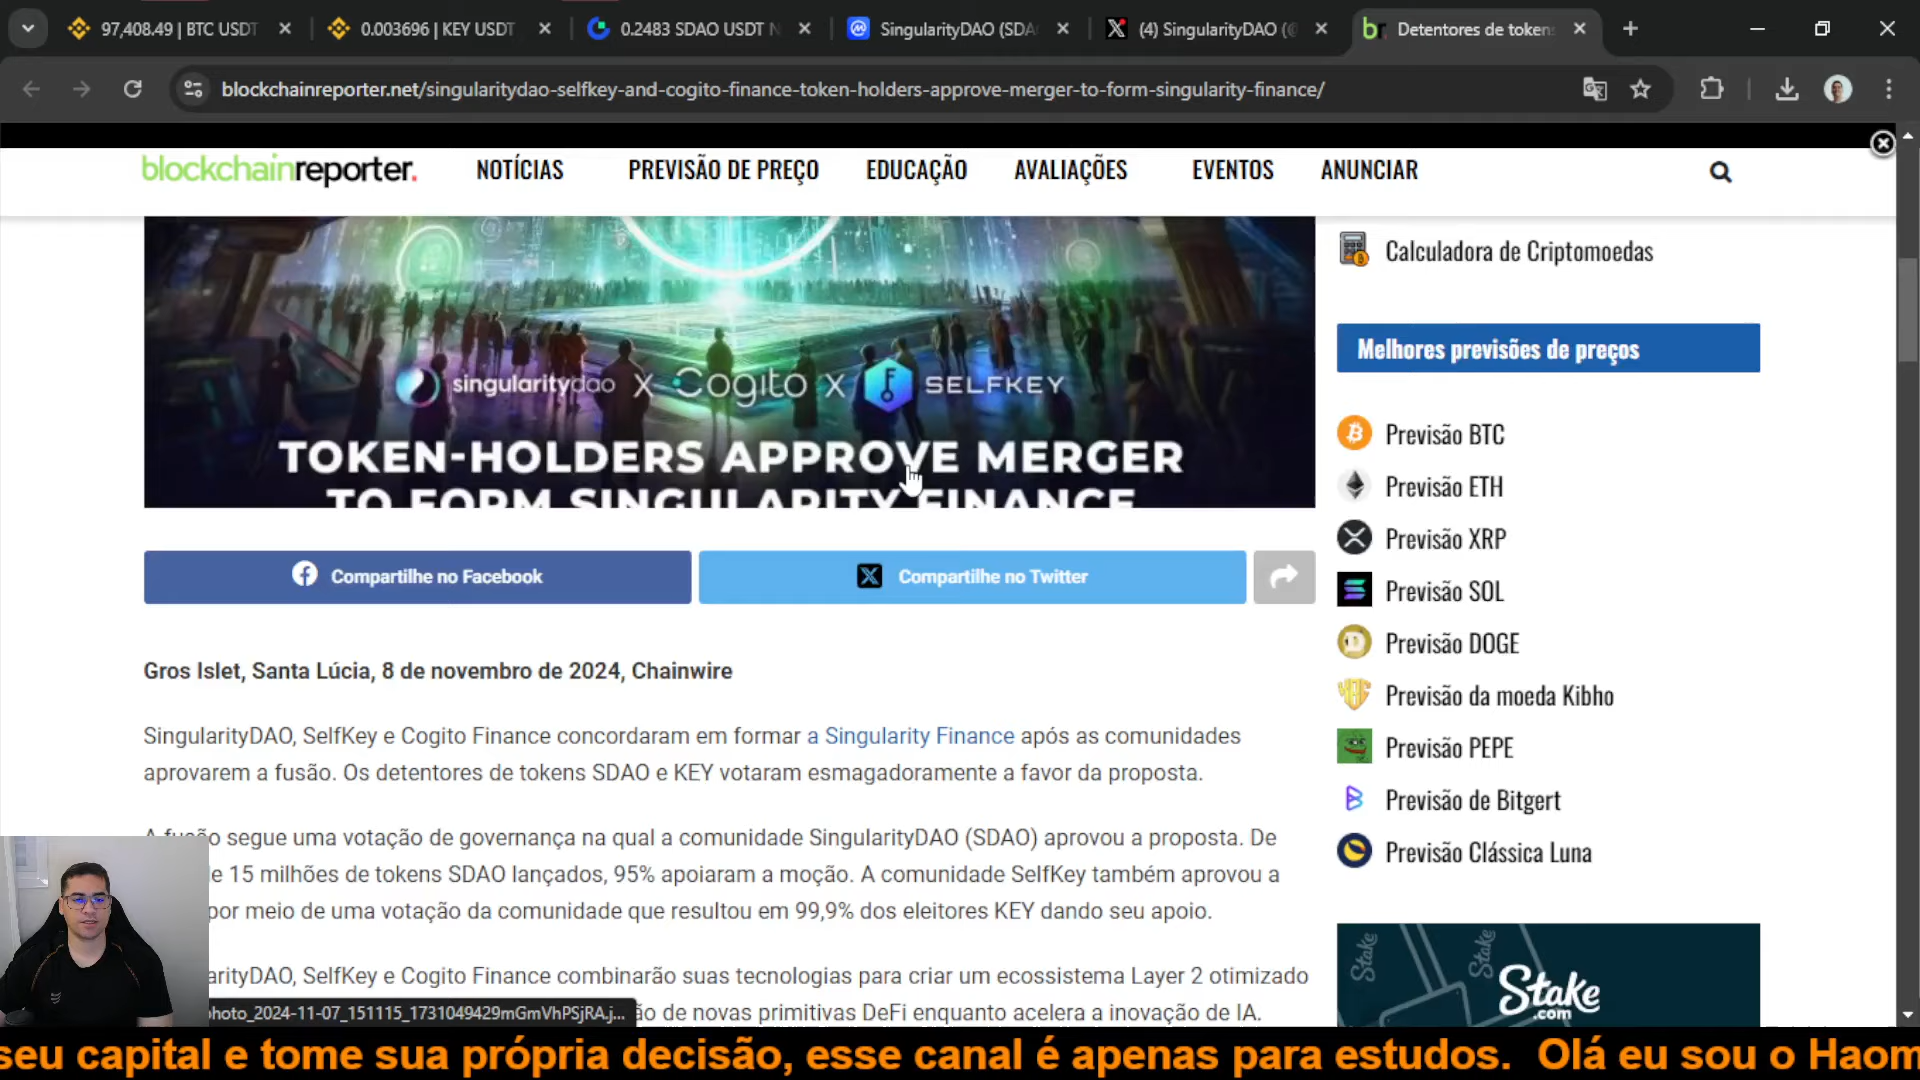 97,408.49 | BTC USDT
0.003696 | KEY USDT
0.2483 SDAO USDT
SingularityDAO (SDA
(4) SingularityDAO (@
Detentores de token
blockchainreporter.net/singularitydao-selfkey-and-cogito-finance-token-holders-approve-merger-to-form-singularity-finance/
blockchainreporter.
NOTÍCIAS
PREVISÃO DE PREÇO
EDUCAÇÃO
AVALIAÇÕES
EVENTOS
ANUNCIAR
singularitydao X Cogito X SELFKEY
TOKEN-HOLDERS APPROVE MERGER
TO FORM SINGULARITY FINANCE
Compartilhe no Facebook
Compartilhe no Twitter
Gros Islet, Santa Lúcia, 8 de novembro de 2024, Chainwire
SingularityDAO, SelfKey e Cogito Finance concordaram em formar a Singularity Finance após as comunidades
aprovarem a fusão. Os detentores de tokens SDAO e KEY votaram esmagadoramente a favor da proposta.
A fusão segue uma votação de governança na qual a comunidade SingularityDAO (SDAO) aprovou a proposta. De
e 15 milhões de tokens SDAO lançados, 95% apoiaram a moção. A comunidade SelfKey também aprovou a
por meio de uma votação da comunidade que resultou em 99,9% dos eleitores KEY dando seu apoio.
arityDAO, SelfKey e Cogito Finance combinarão suas tecnologias para criar um ecossistema Layer 2 otimizado
ão de novas primitivas DeFi enquanto acelera a inovação de IA.
photo_2024-11-07_151115_1731049429mGmVhPSjRA.j...
Calculadora de Criptomoedas
Melhores previsões de preços
Previsão BTC
Previsão ETH
Previsão XRP
Previsão SOL
Previsão DOGE
Previsão da moeda Kibho
Previsão PEPE
Previsão de Bitgert
Previsão Clássica Luna
Stake
Stake
Stake
.com
seu capital e tome sua própria decisão, esse canal é apenas para estudos. Olá eu sou o Haom